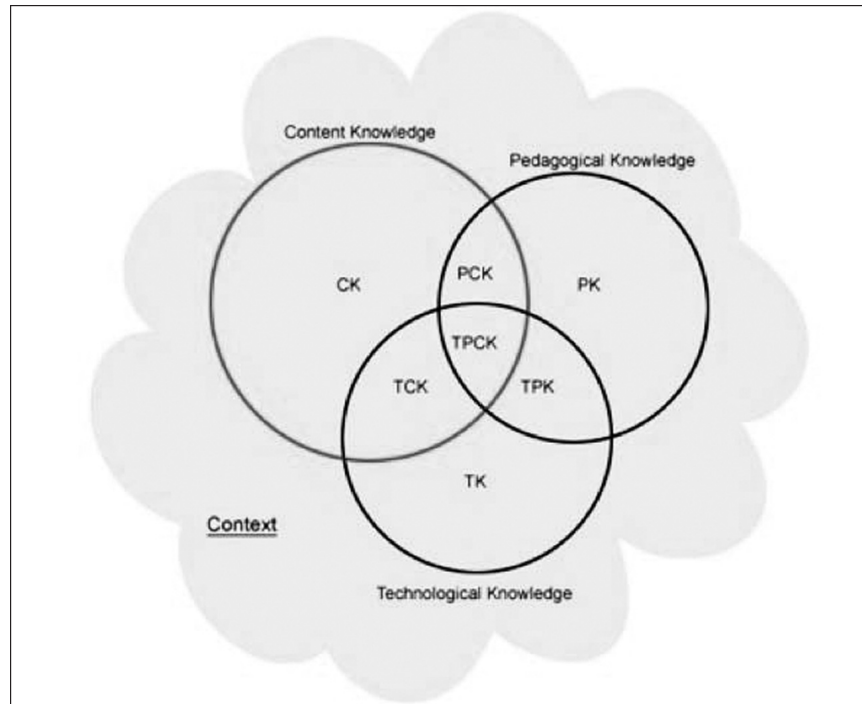 Content Knowledge
Pedagogical Knowledge
CK
PCK
PK
TPCK
TCK
TPK
TK
Context
Technological Knowledge